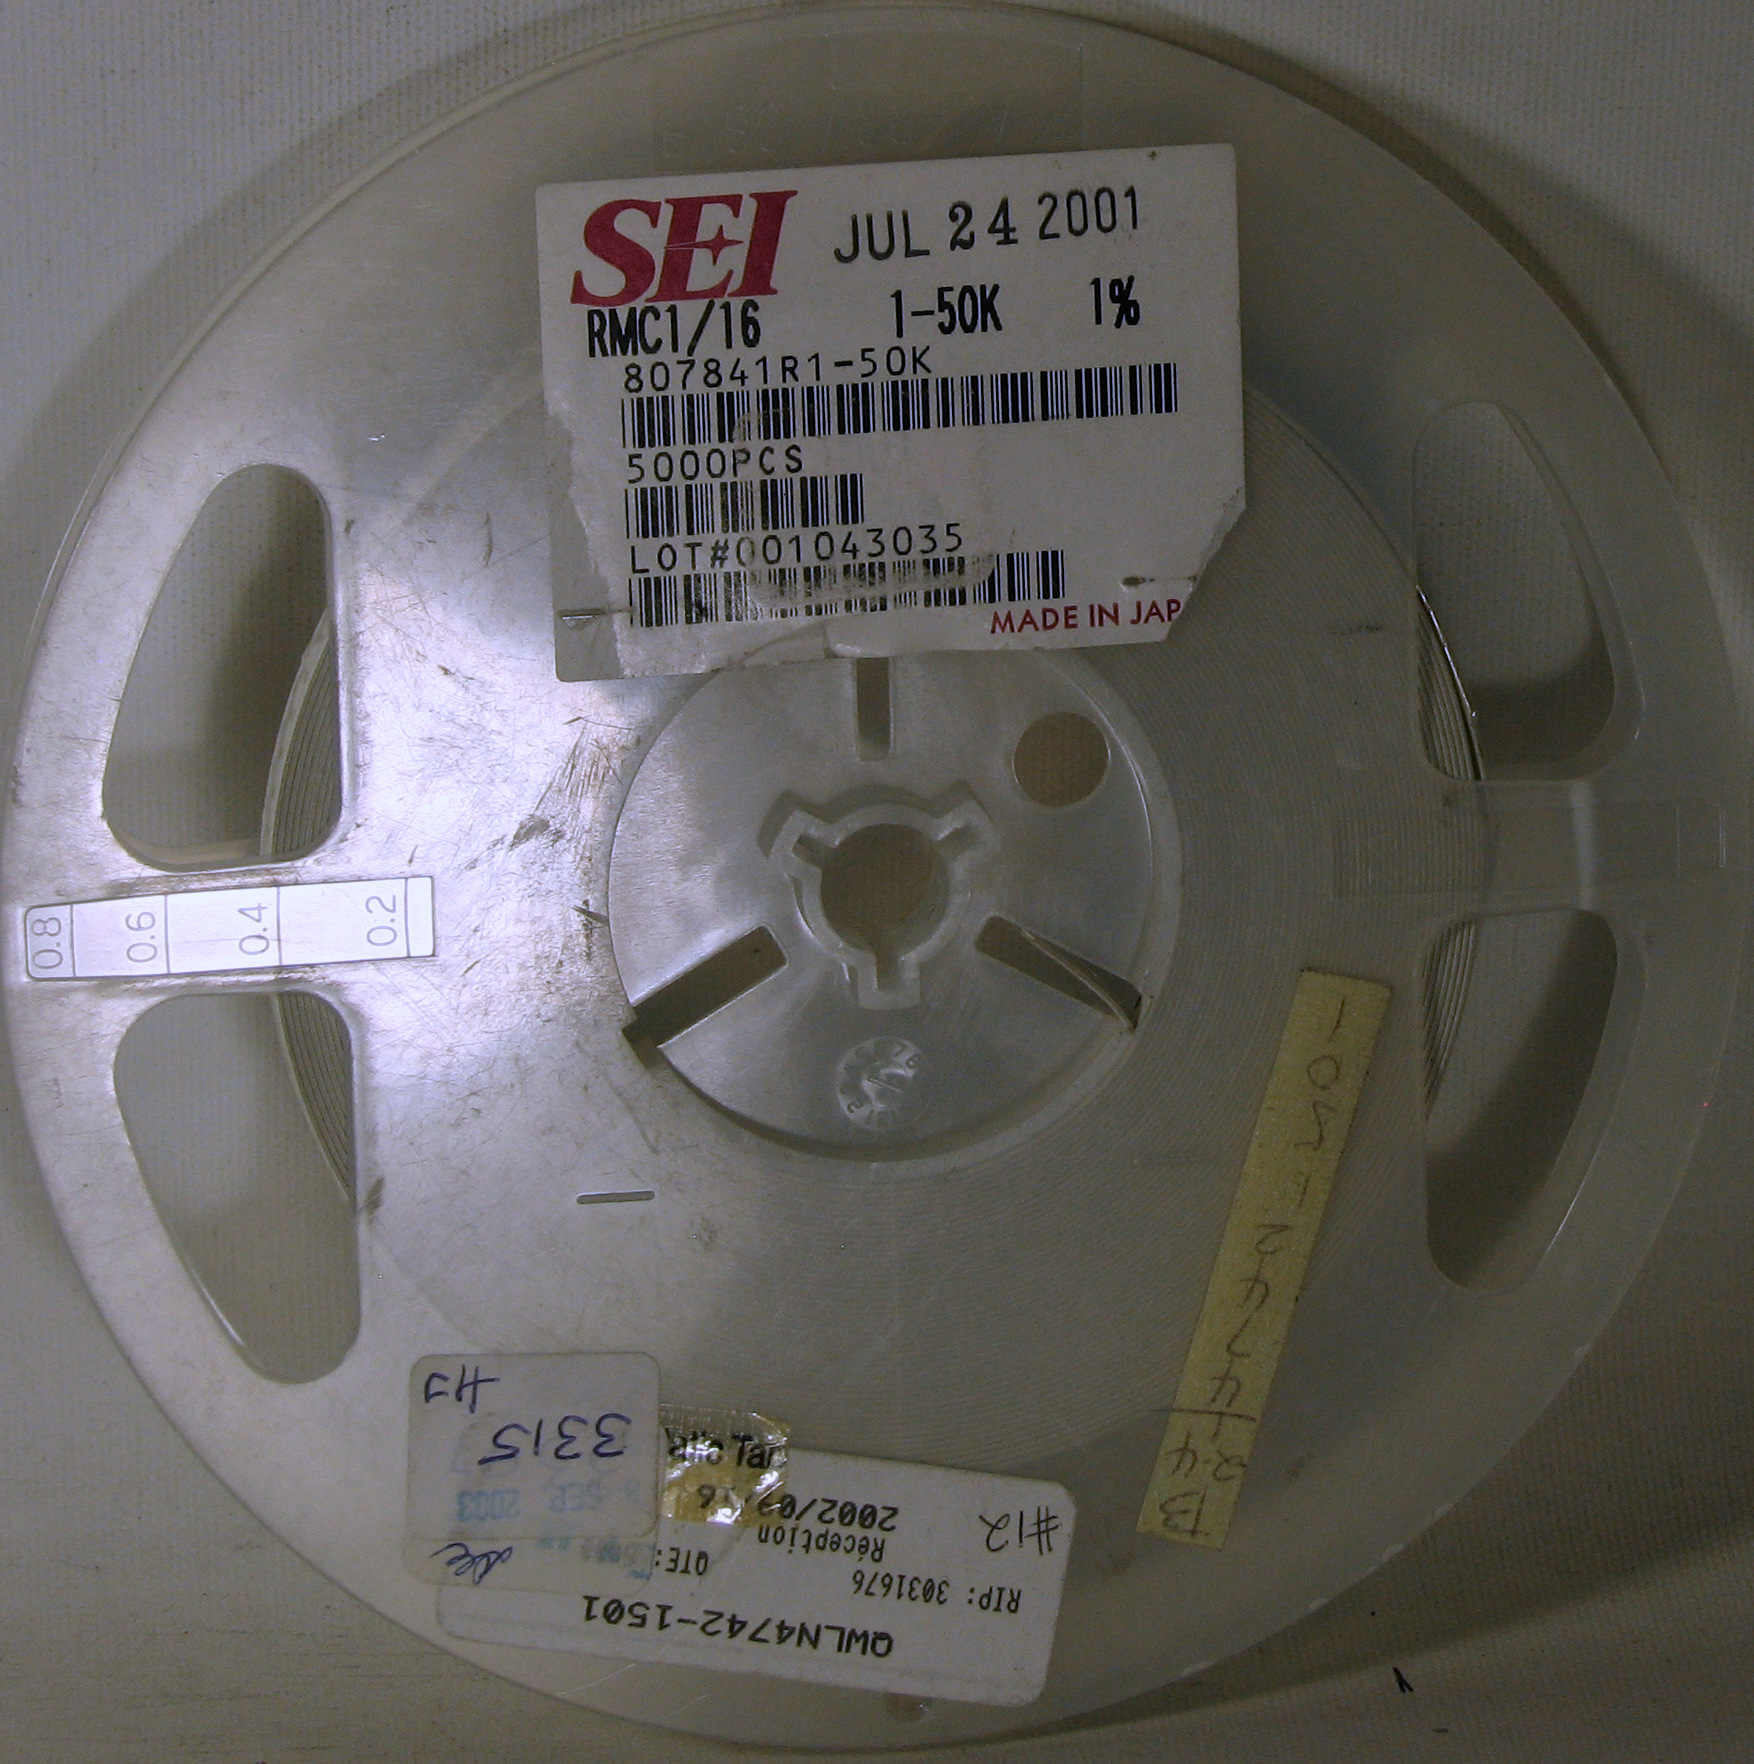 SEI JUL 24 2001
RMC1/16 1-50K 1%
807841R1-50K
5000PCS
LOT#001043035
MADE IN JAP
0.8 0.6 0.4 0.2
QWLN4742-1501
RIP: 3031676
QTE:
Réception
2002/0
#12
SEP 2003
3315